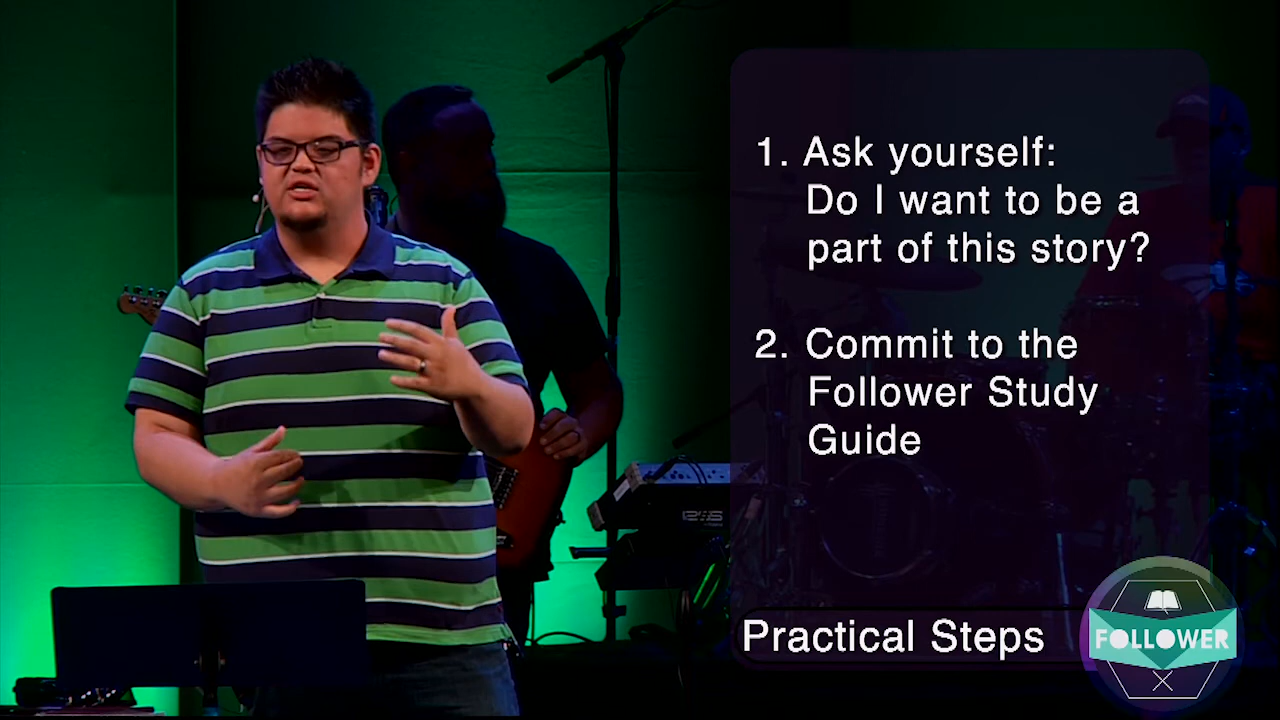 1. Ask yourself:
Do I want to be a
part of this story?
2. Commit to the
Follower Study
Guide
Practical Steps
FOLLOWER